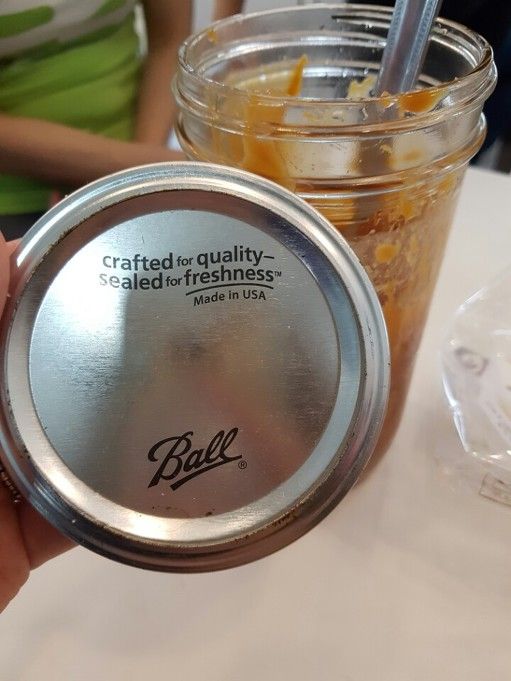 crafted for quality–
sealed for freshness™
Made in USA
Ball®